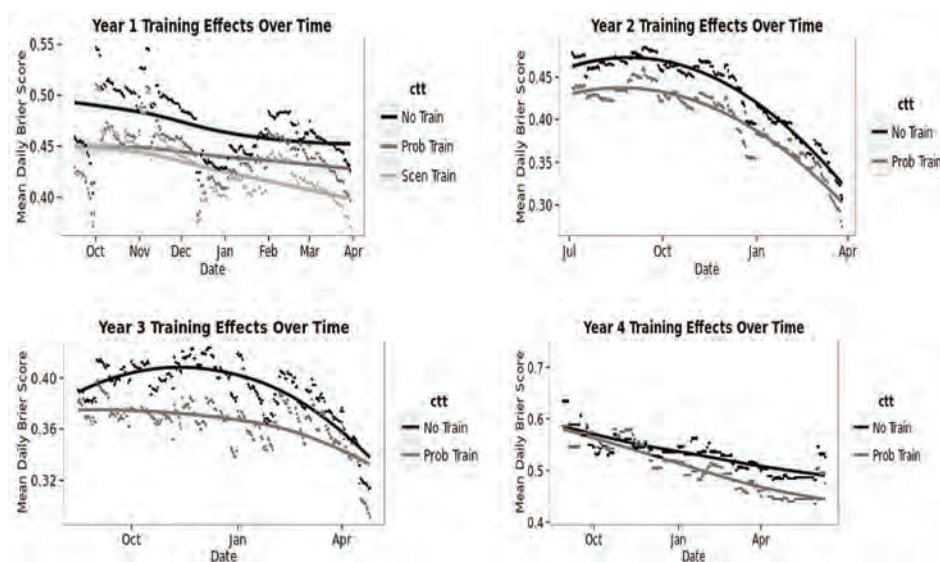 Year 1 Training Effects Over Time
Mean Daily Brier Score
0.55
0.50
0.45
0.40
Oct Nov Dec Jan Feb Mar Apr
Date
ctt
No Train
Prob Train
Scen Train
Year 2 Training Effects Over Time
Mean Daily Brier Score
0.45
0.40
0.35
0.30
Jul Oct Jan Apr
Date
ctt
No Train
Prob Train
Year 3 Training Effects Over Time
Mean Daily Brier Score
0.40
0.36
0.32
Oct Jan Apr
Date
ctt
No Train
Prob Train
Year 4 Training Effects Over Time
Mean Daily Brier Score
0.7
0.6
0.5
0.4
Oct Jan Apr
Date
ctt
No Train
Prob Train